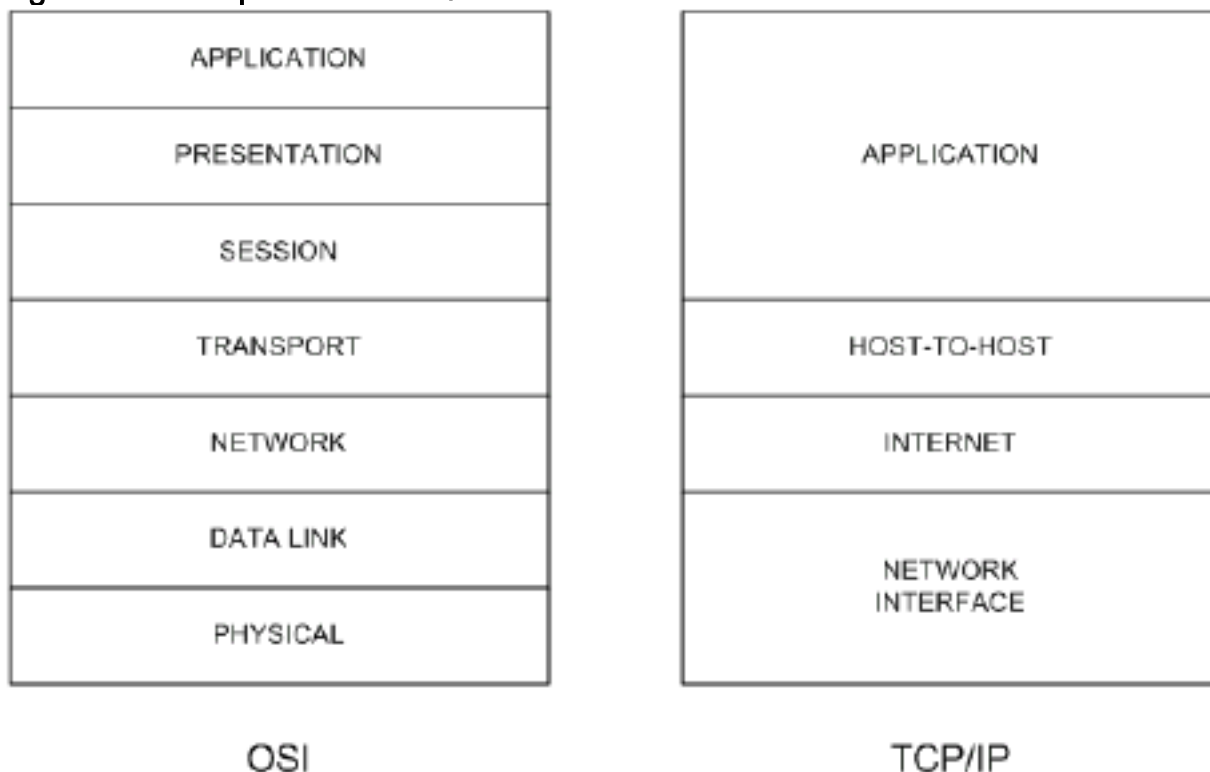 APPLICATION
PRESENTATION
SESSION
TRANSPORT
NETWORK
DATA LINK
PHYSICAL
OSI
APPLICATION
HOST-TO-HOST
INTERNET
NETWORK
INTERFACE
TCP/IP